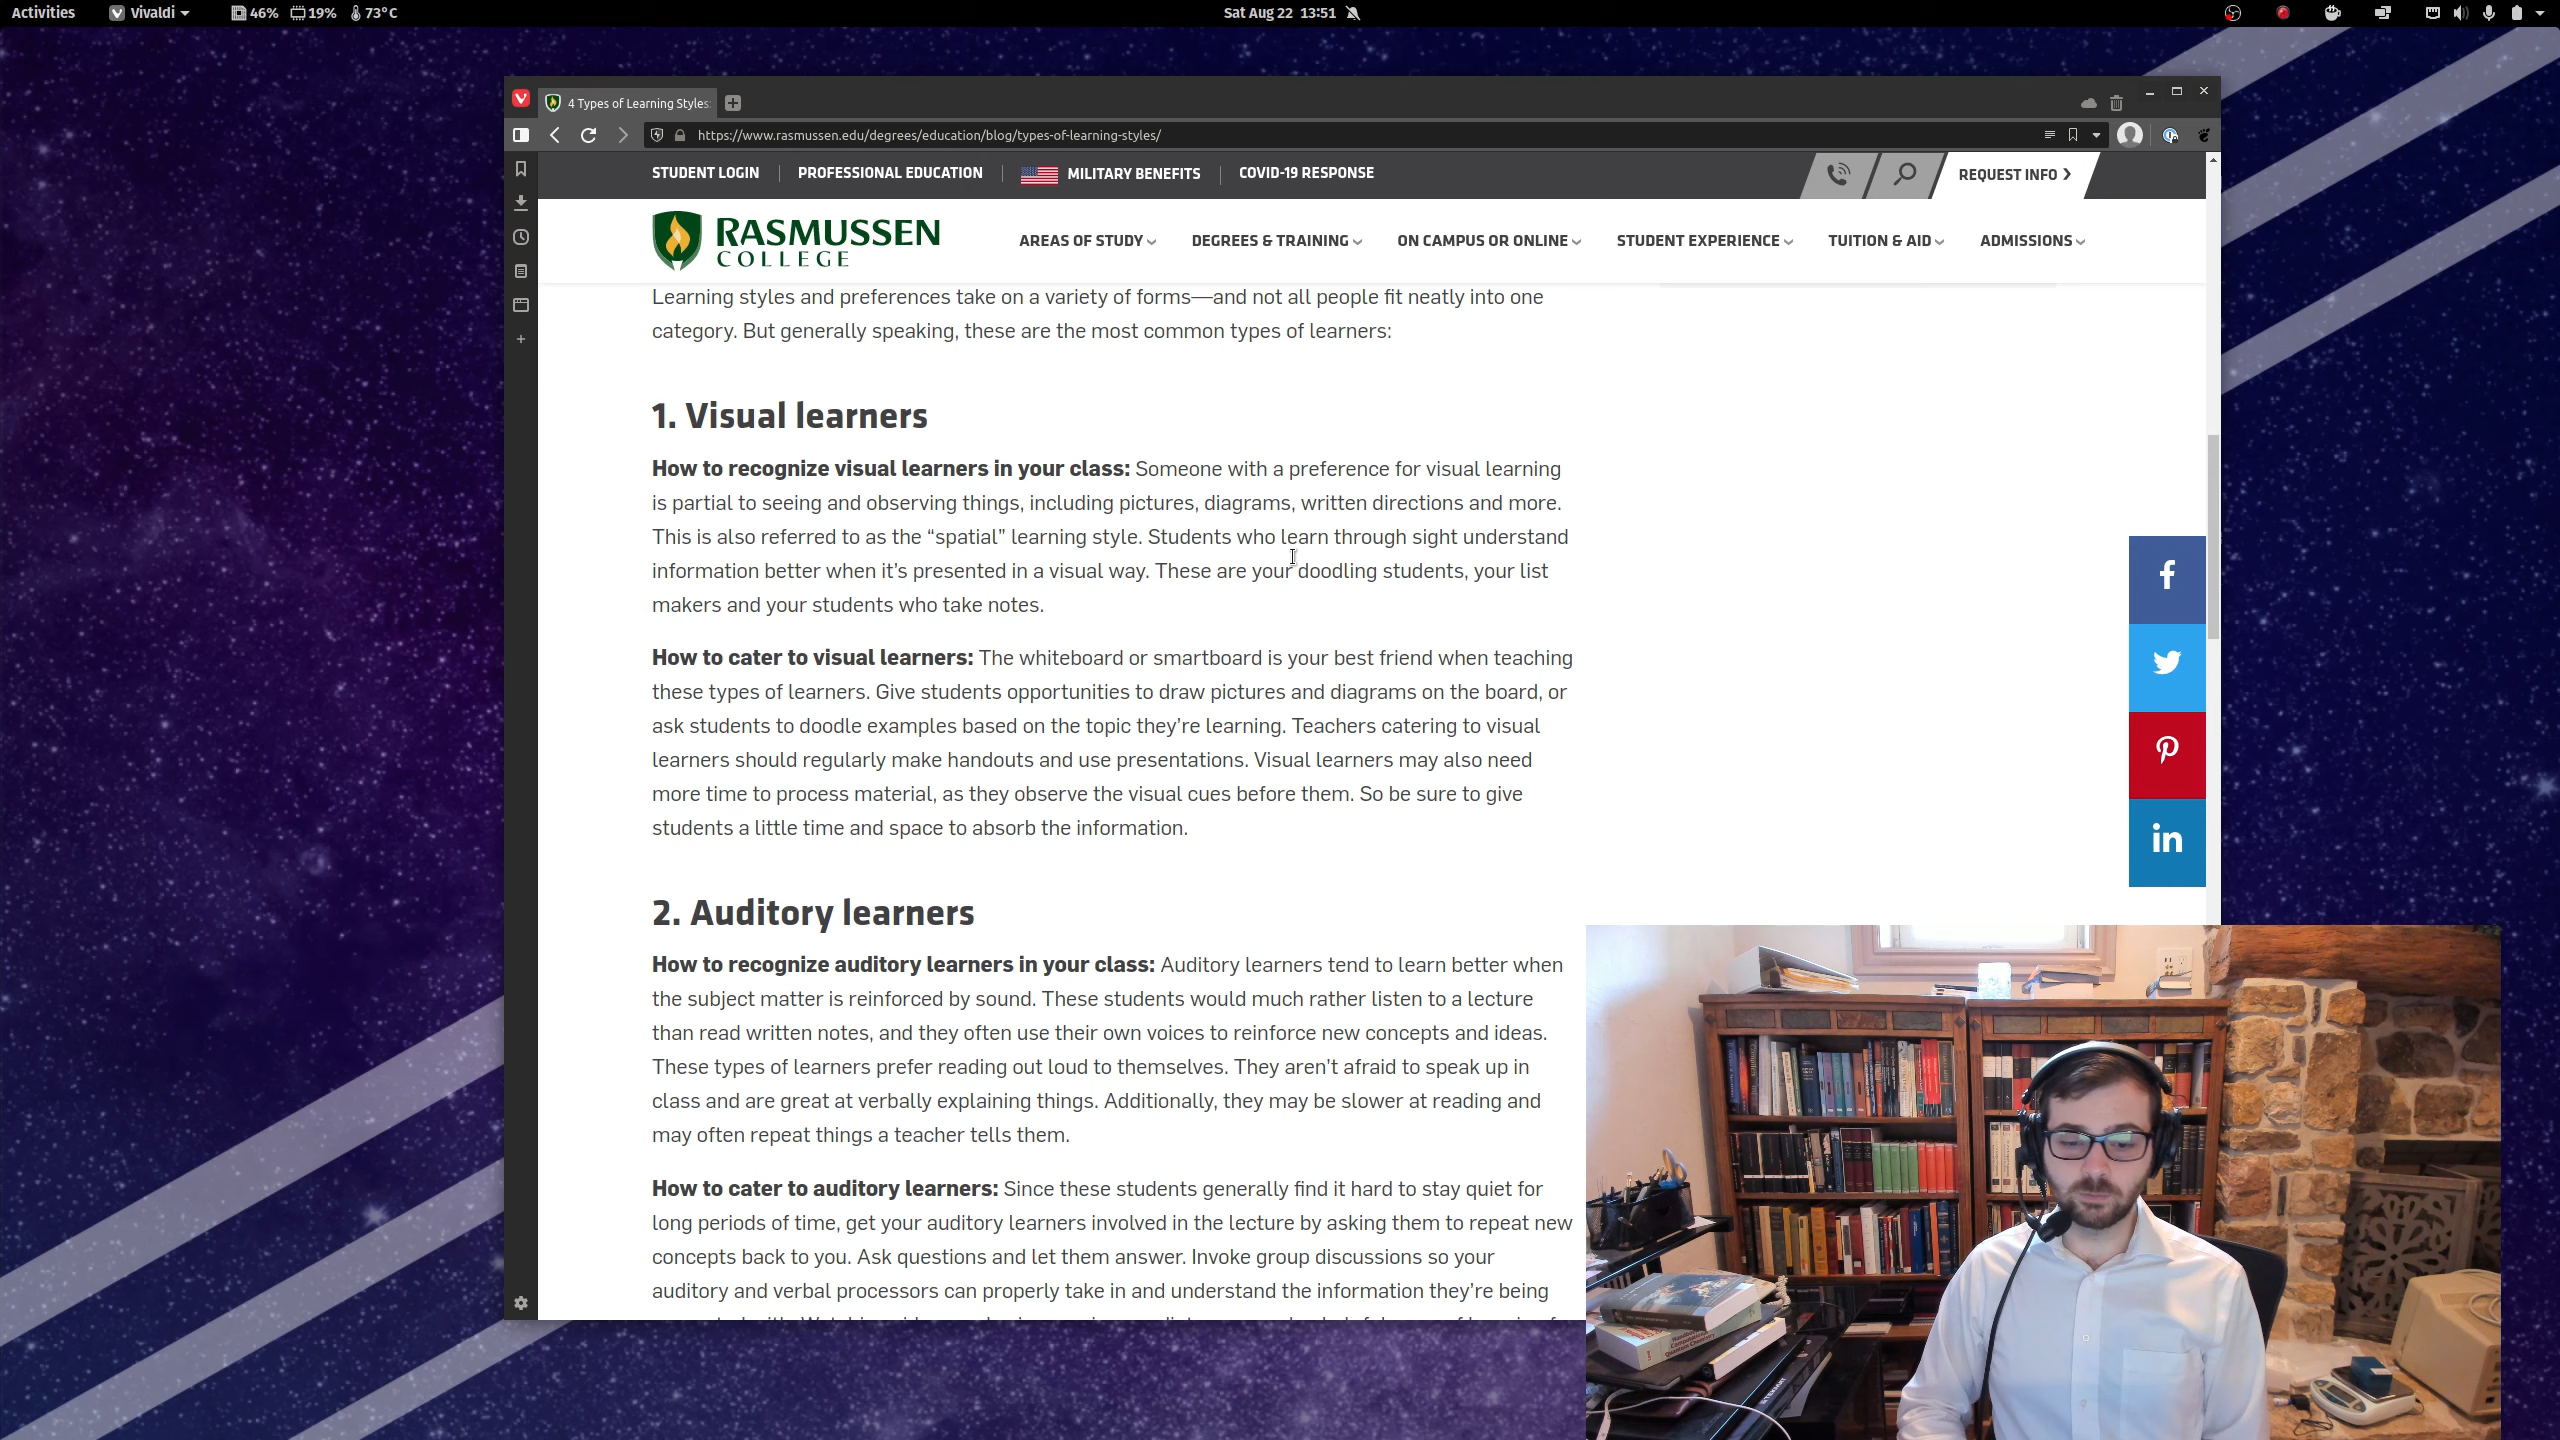 Activities
Vivaldi
46%
19%
73°C
Sat Aug 22 13:51
4 Types of Learning Styles:
https://www.rasmussen.edu/degrees/education/blog/types-of-learning-styles/
STUDENT LOGIN
PROFESSIONAL EDUCATION
MILITARY BENEFITS
COVID-19 RESPONSE
REQUEST INFO
RASMUSSEN
COLLEGE
AREAS OF STUDY
DEGREES & TRAINING
ON CAMPUS OR ONLINE
STUDENT EXPERIENCE
TUITION & AID
ADMISSIONS
Learning styles and preferences take on a variety of forms—and not all people fit neatly into one
category. But generally speaking, these are the most common types of learners:
1. Visual learners
How to recognize visual learners in your class: Someone with a preference for visual learning
is partial to seeing and observing things, including pictures, diagrams, written directions and more.
This is also referred to as the “spatial” learning style. Students who learn through sight understand
information better when it’s presented in a visual way. These are your doodling students, your list
makers and your students who take notes.
How to cater to visual learners: The whiteboard or smartboard is your best friend when teaching
these types of learners. Give students opportunities to draw pictures and diagrams on the board, or
ask students to doodle examples based on the topic they’re learning. Teachers catering to visual
learners should regularly make handouts and use presentations. Visual learners may also need
more time to process material, as they observe the visual cues before them. So be sure to give
students a little time and space to absorb the information.
2. Auditory learners
How to recognize auditory learners in your class: Auditory learners tend to learn better when
the subject matter is reinforced by sound. These students would much rather listen to a lecture
than read written notes, and they often use their own voices to reinforce new concepts and ideas.
These types of learners prefer reading out loud to themselves. They aren’t afraid to speak up in
class and are great at verbally explaining things. Additionally, they may be slower at reading and
may often repeat things a teacher tells them.
How to cater to auditory learners: Since these students generally find it hard to stay quiet for
long periods of time, get your auditory learners involved in the lecture by asking them to repeat new
concepts back to you. Ask questions and let them answer. Invoke group discussions so your
auditory and verbal processors can properly take in and understand the information they’re being